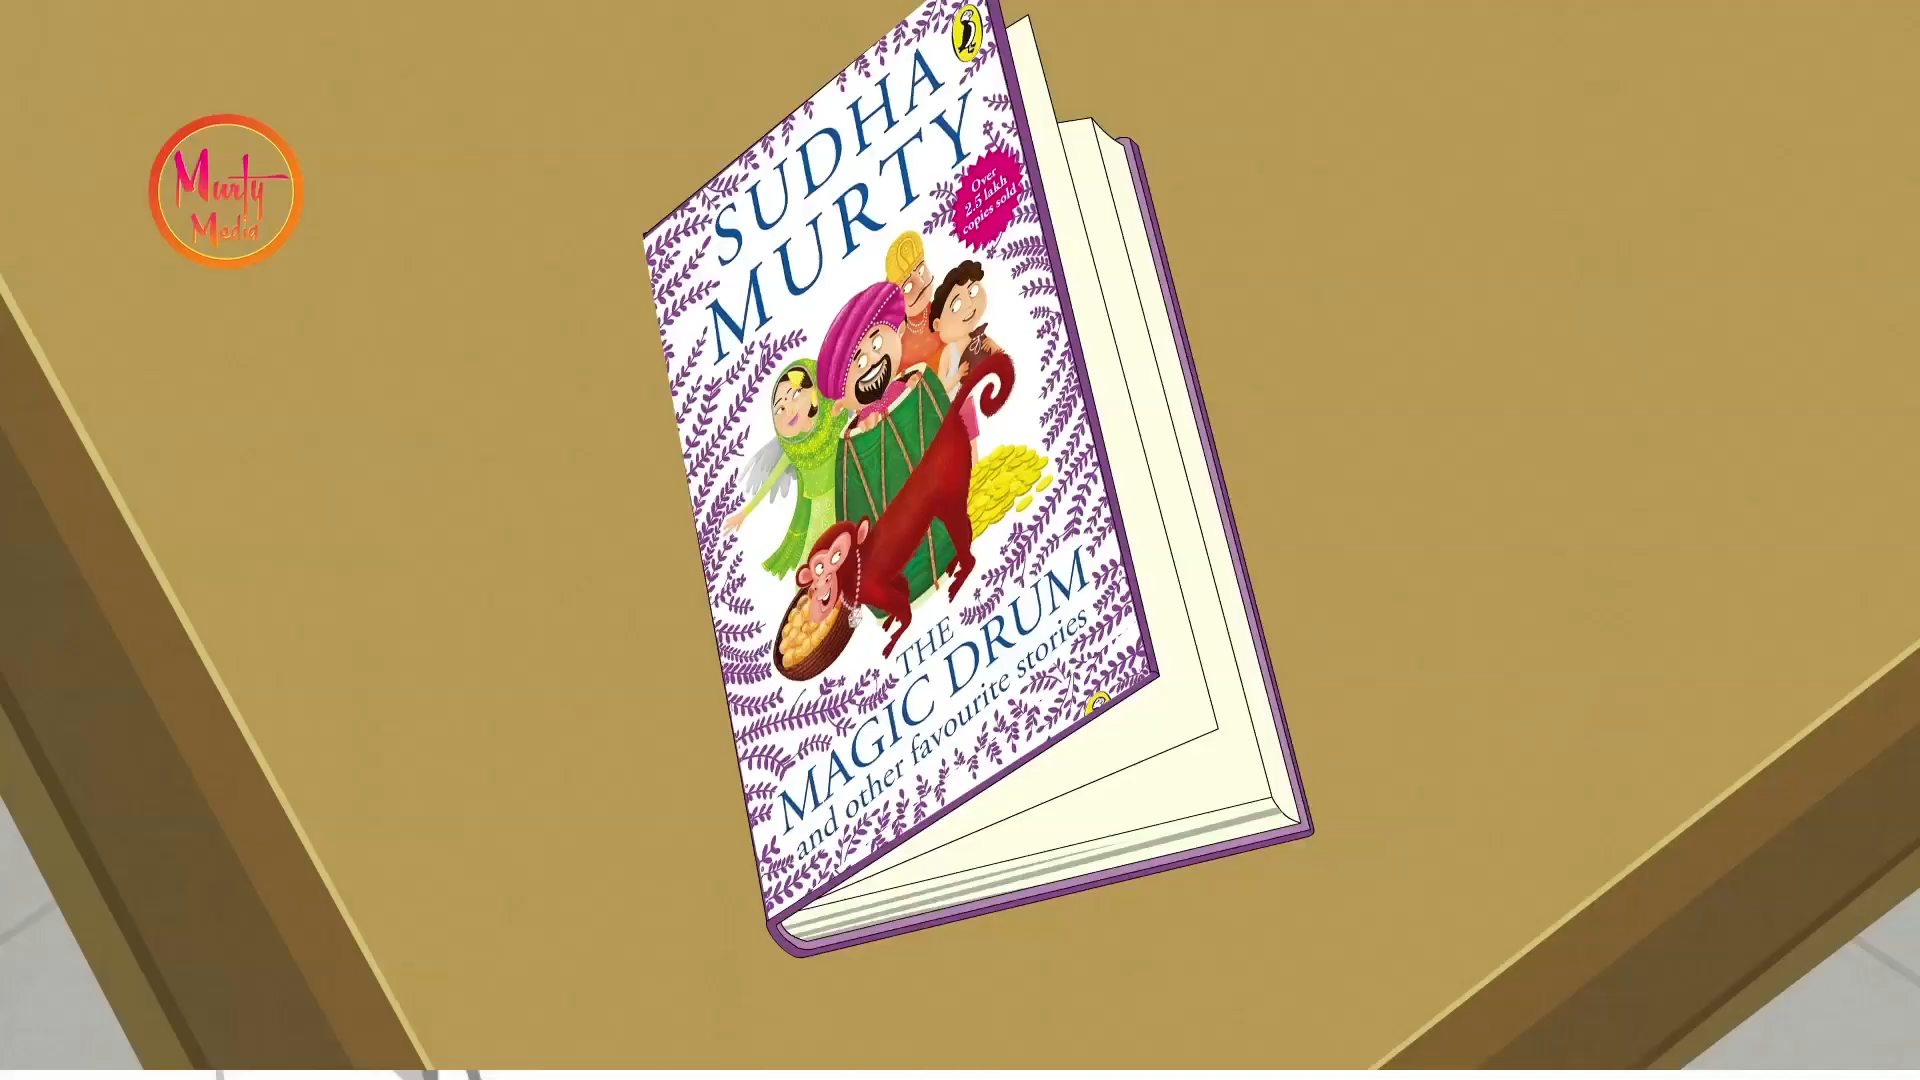 Murty
Media
SUDHA
MURTY
Over
2.5 lakh
copies sold
THE
MAGIC DRUM
and other favourite stories